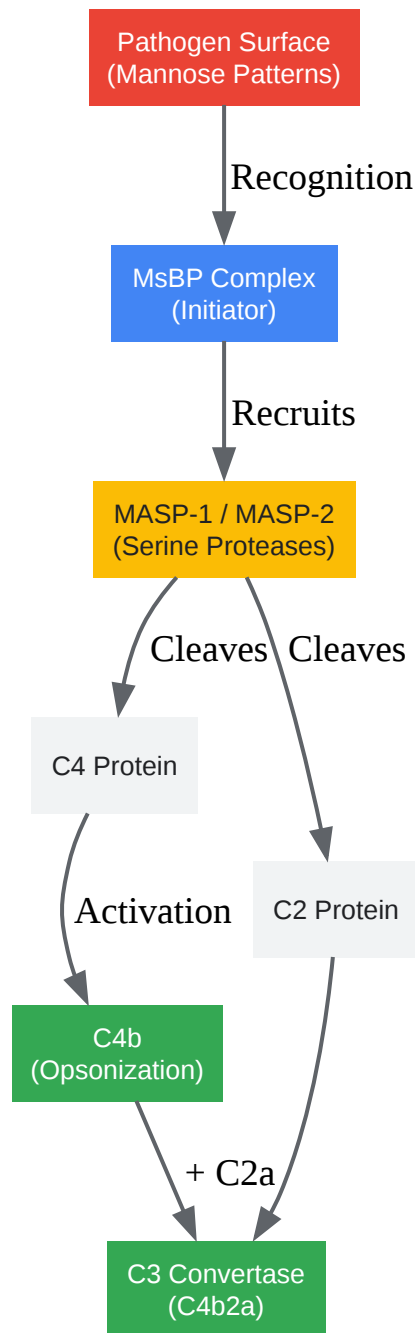 Pathogen Surface
(Mannose Patterns)
Recognition
MsBP Complex
(Initiator)
Recruits
MASP-1 / MASP-2
(Serine Proteases)
Cleaves
Cleaves
C4 Protein
C2 Protein
Activation
C4b
(Opsonization)
+ C2a
C3 Convertase
(C4b2a)